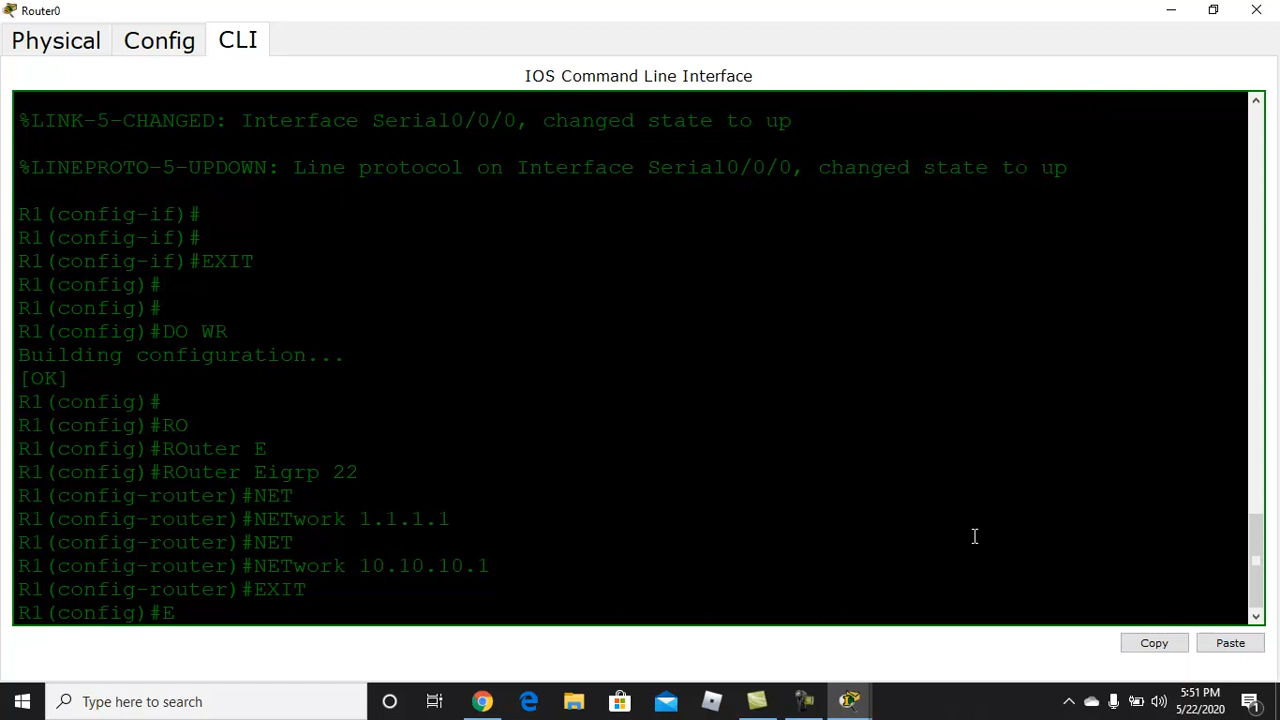 Router0
Physical Config CLI
IOS Command Line Interface
%LINK-5-CHANGED: Interface Serial0/0/0, changed state to up
%LINEPROTO-5-UPDOWN: Line protocol on Interface Serial0/0/0, changed state to up
R1(config-if)#
R1(config-if)#
R1(config-if)#EXIT
R1(config)#
R1(config)#
R1(config)#DO WR
Building configuration...
[OK]
R1(config)#
R1(config)#RO
R1(config)#ROuter E
R1(config)#ROuter Eigrp 22
R1(config-router)#NET
R1(config-router)#NETwork 1.1.1.1
R1(config-router)#NET
R1(config-router)#NETwork 10.10.10.1
R1(config-router)#EXIT
R1(config)#E
Copy Paste
Type here to search
5:51 PM
5/22/2020
1